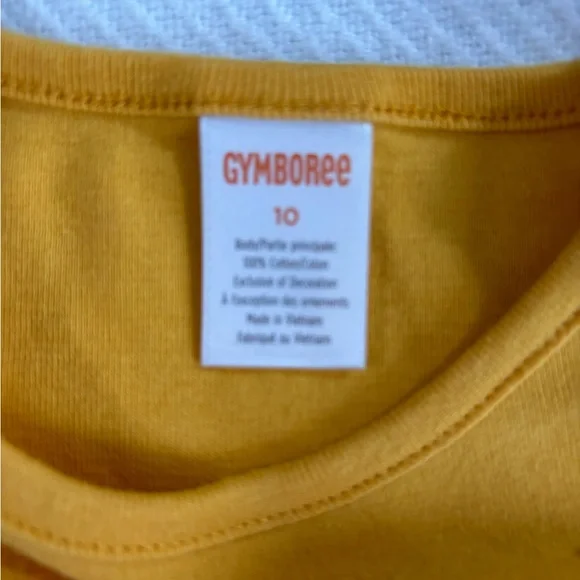 GYMBOREE
10
Body/Partie principale:
100% Cotton/Coton
Exclusive of Decoration
À l'exception des ornements
Made in Vietnam
Fabriqué au Vietnam